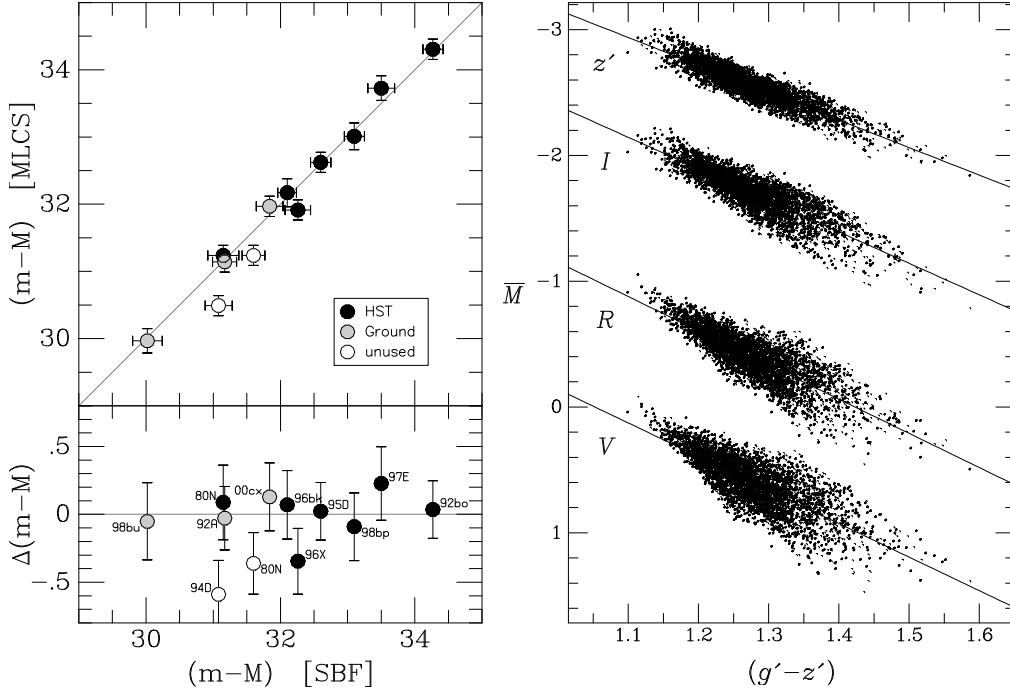 34
32
30
(m−M) [MLCS]
HST
Ground
unused
.5
0
−.5
Δ(m−M)
98bu
80N
92A
94D
00cx
80N
96bk
96X
95D
98bp
97E
92bo
30
32
34
(m−M) [SBF]
-3
-2
-1
0
1
M̅
z′
I
R
V
1.1
1.2
1.3
1.4
1.5
1.6
(g′−z′)